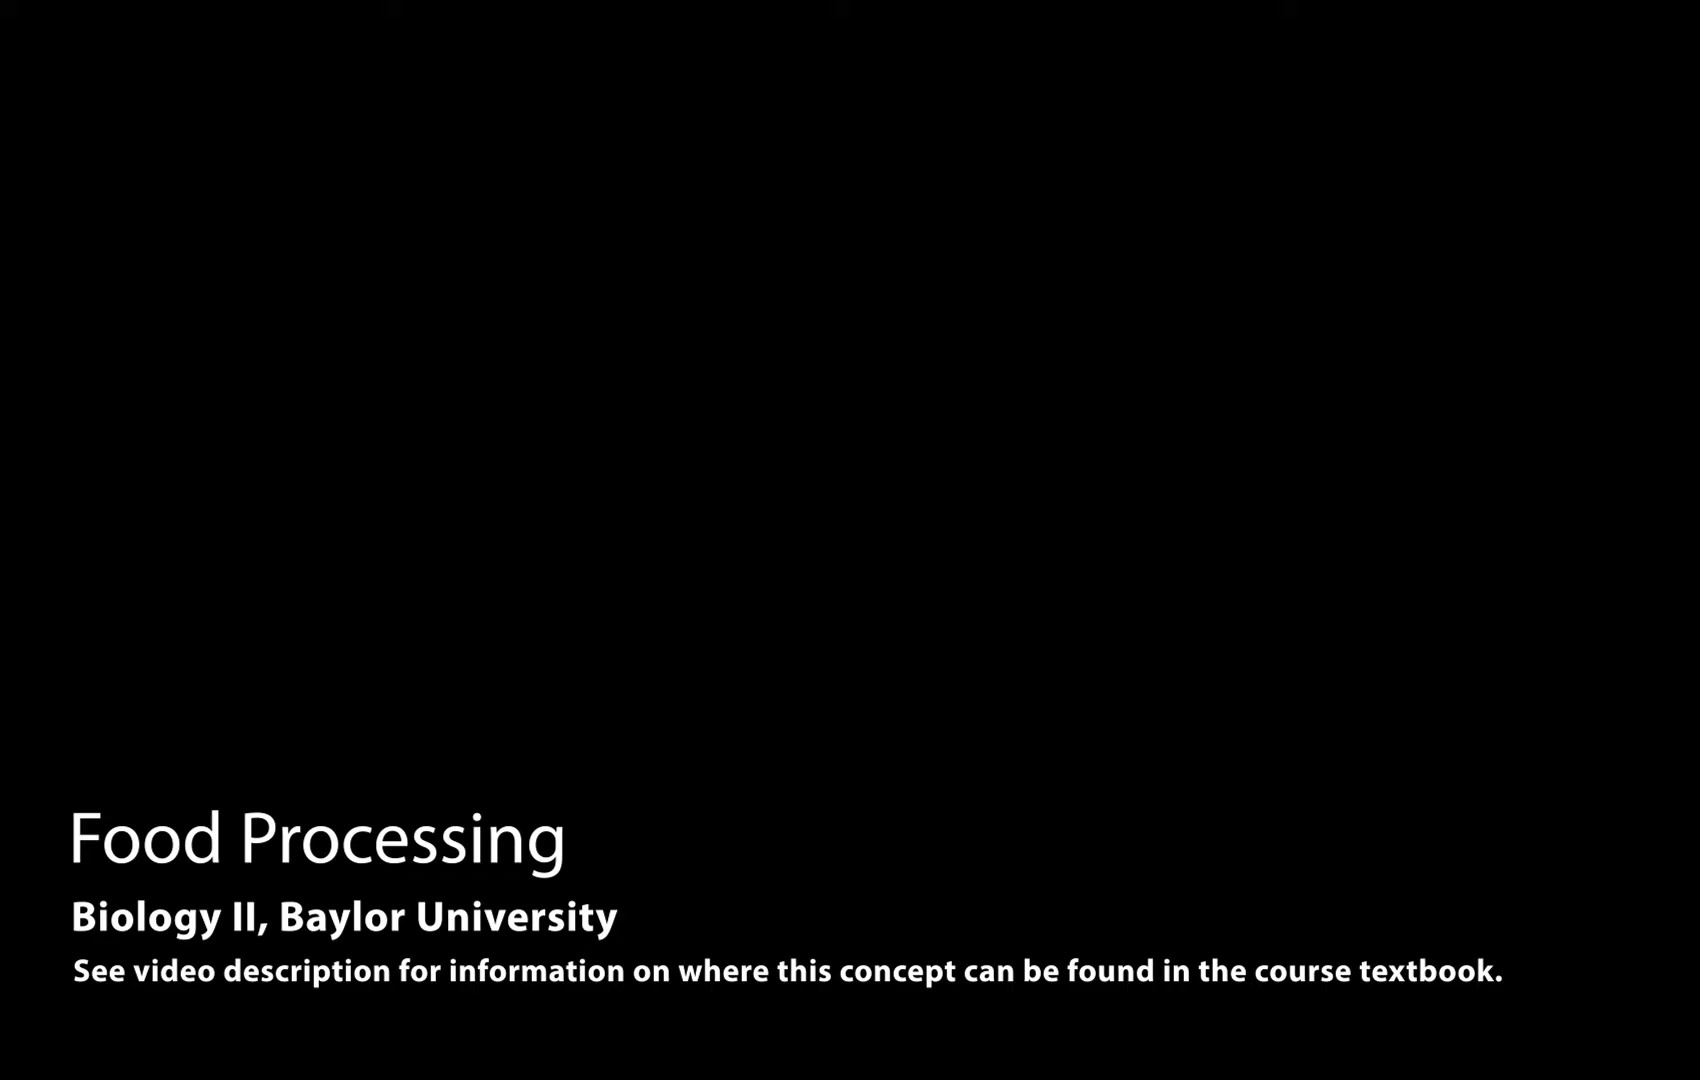 Food Processing
Biology II, Baylor University
See video description for information on where this concept can be found in the course textbook.